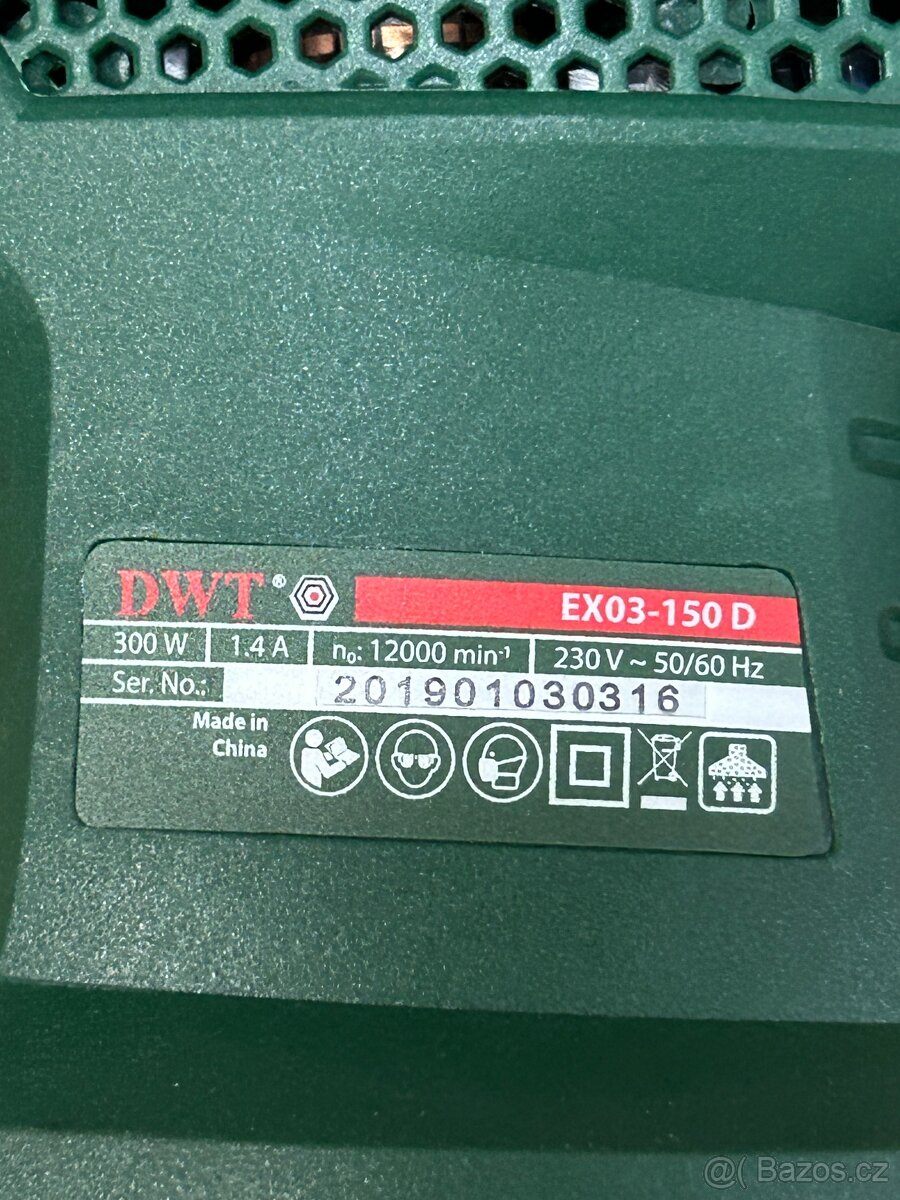 DWT® EX03-150 D
300 W 1.4 A n₀: 12000 min⁻¹ 230 V ~ 50/60 Hz
Ser. No.: 201901030316
Made in
China
@( Bazos.cz